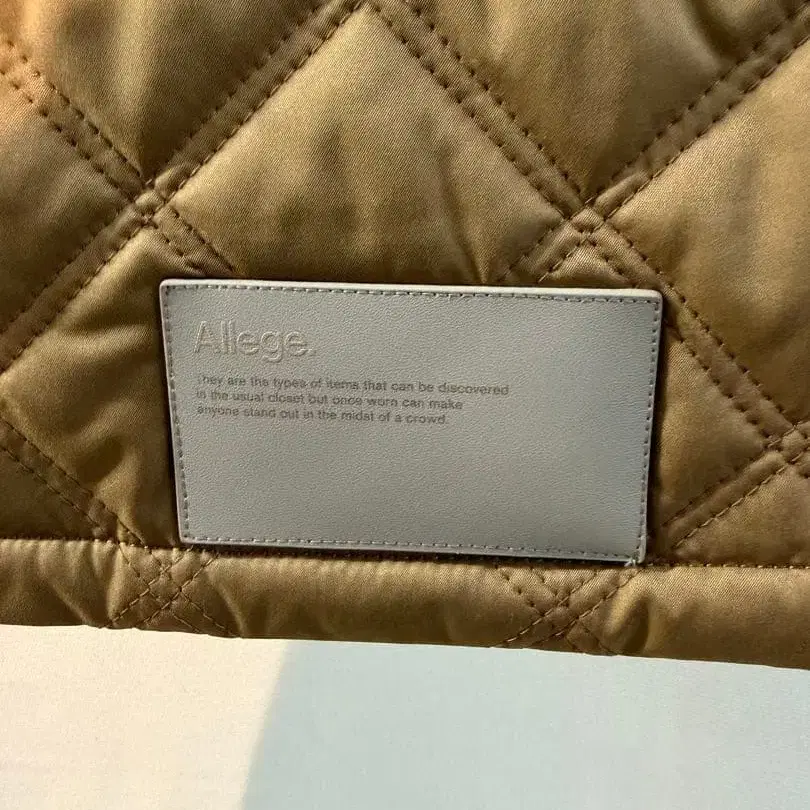 Allege.
They are the types of items that can be discovered
in the usual closet but once worn can make
anyone stand out in the midst of a crowd.